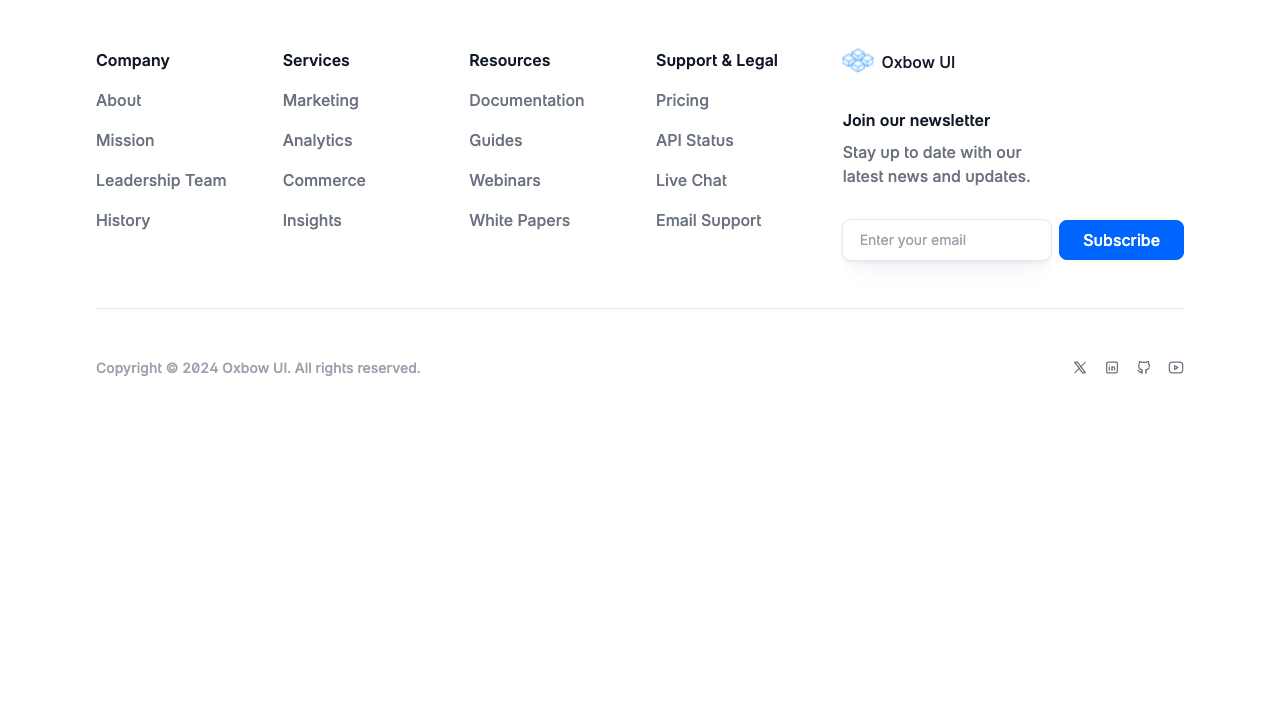 Company
About
Mission
Leadership Team
History
Services
Marketing
Analytics
Commerce
Insights
Resources
Documentation
Guides
Webinars
White Papers
Support & Legal
Pricing
API Status
Live Chat
Email Support
Oxbow UI
Join our newsletter
Stay up to date with our
latest news and updates.
Enter your email
Subscribe
Copyright © 2024 Oxbow UI. All rights reserved.